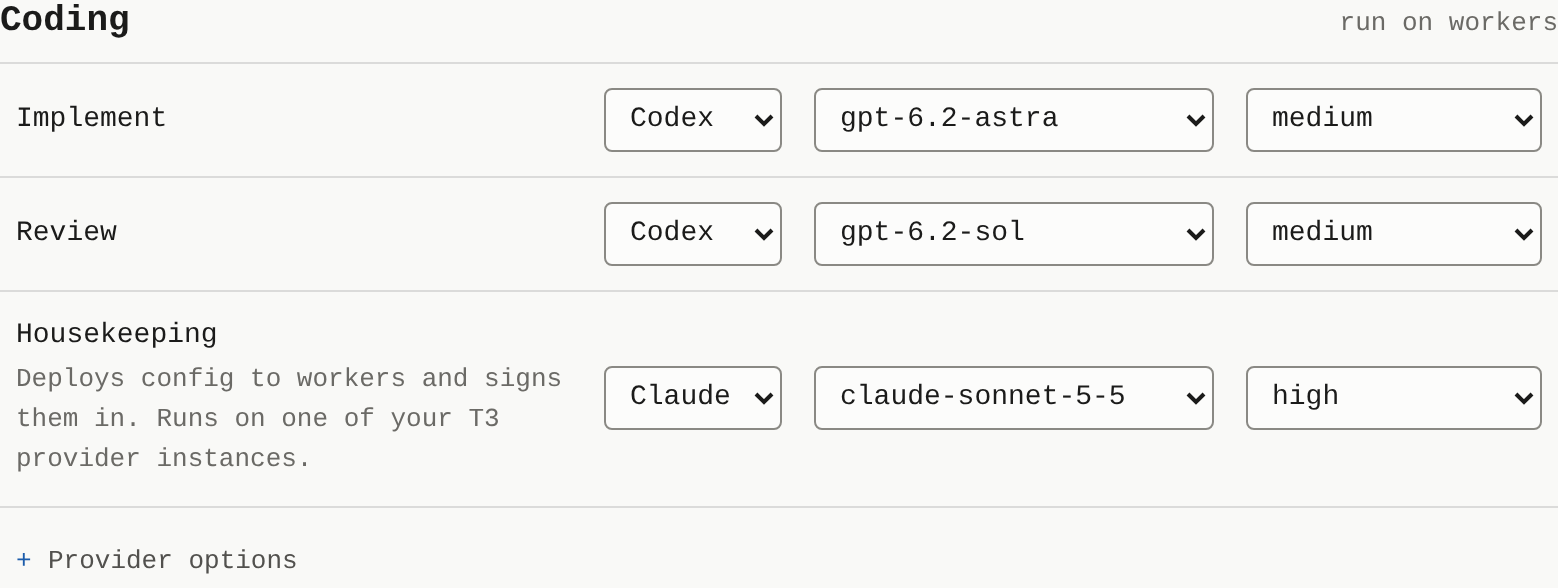 Coding
run on workers
Implement
Codex
gpt-6.2-astra
medium
Review
Codex
gpt-6.2-sol
medium
Housekeeping
Deploys config to workers and signs
them in. Runs on one of your T3
provider instances.
Claude
claude-sonnet-5-5
high
+ Provider options